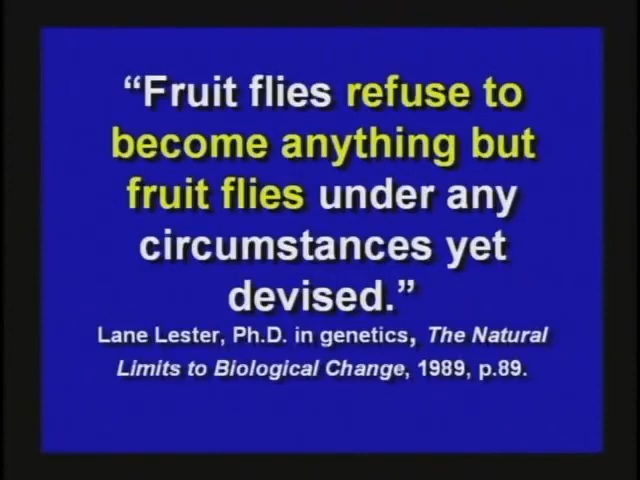 “Fruit flies refuse to
become anything but
fruit flies under any
circumstances yet
devised.”
Lane Lester, Ph.D. in genetics, The Natural
Limits to Biological Change, 1989, p.89.